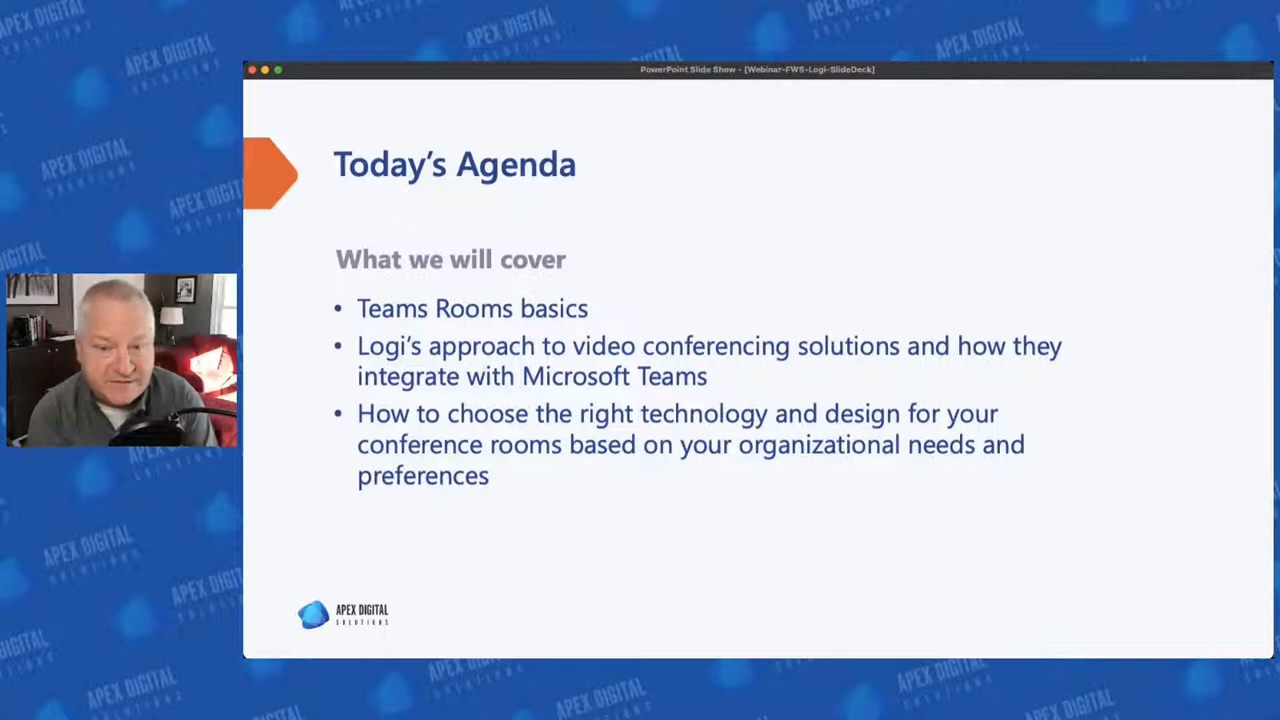 PowerPoint Slide Show - [Webinar-FWS-Logi-SlideDeck]
Today's Agenda
What we will cover
• Teams Rooms basics
• Logi's approach to video conferencing solutions and how they
integrate with Microsoft Teams
• How to choose the right technology and design for your
conference rooms based on your organizational needs and
preferences
APEX DIGITAL
SOLUTIONS